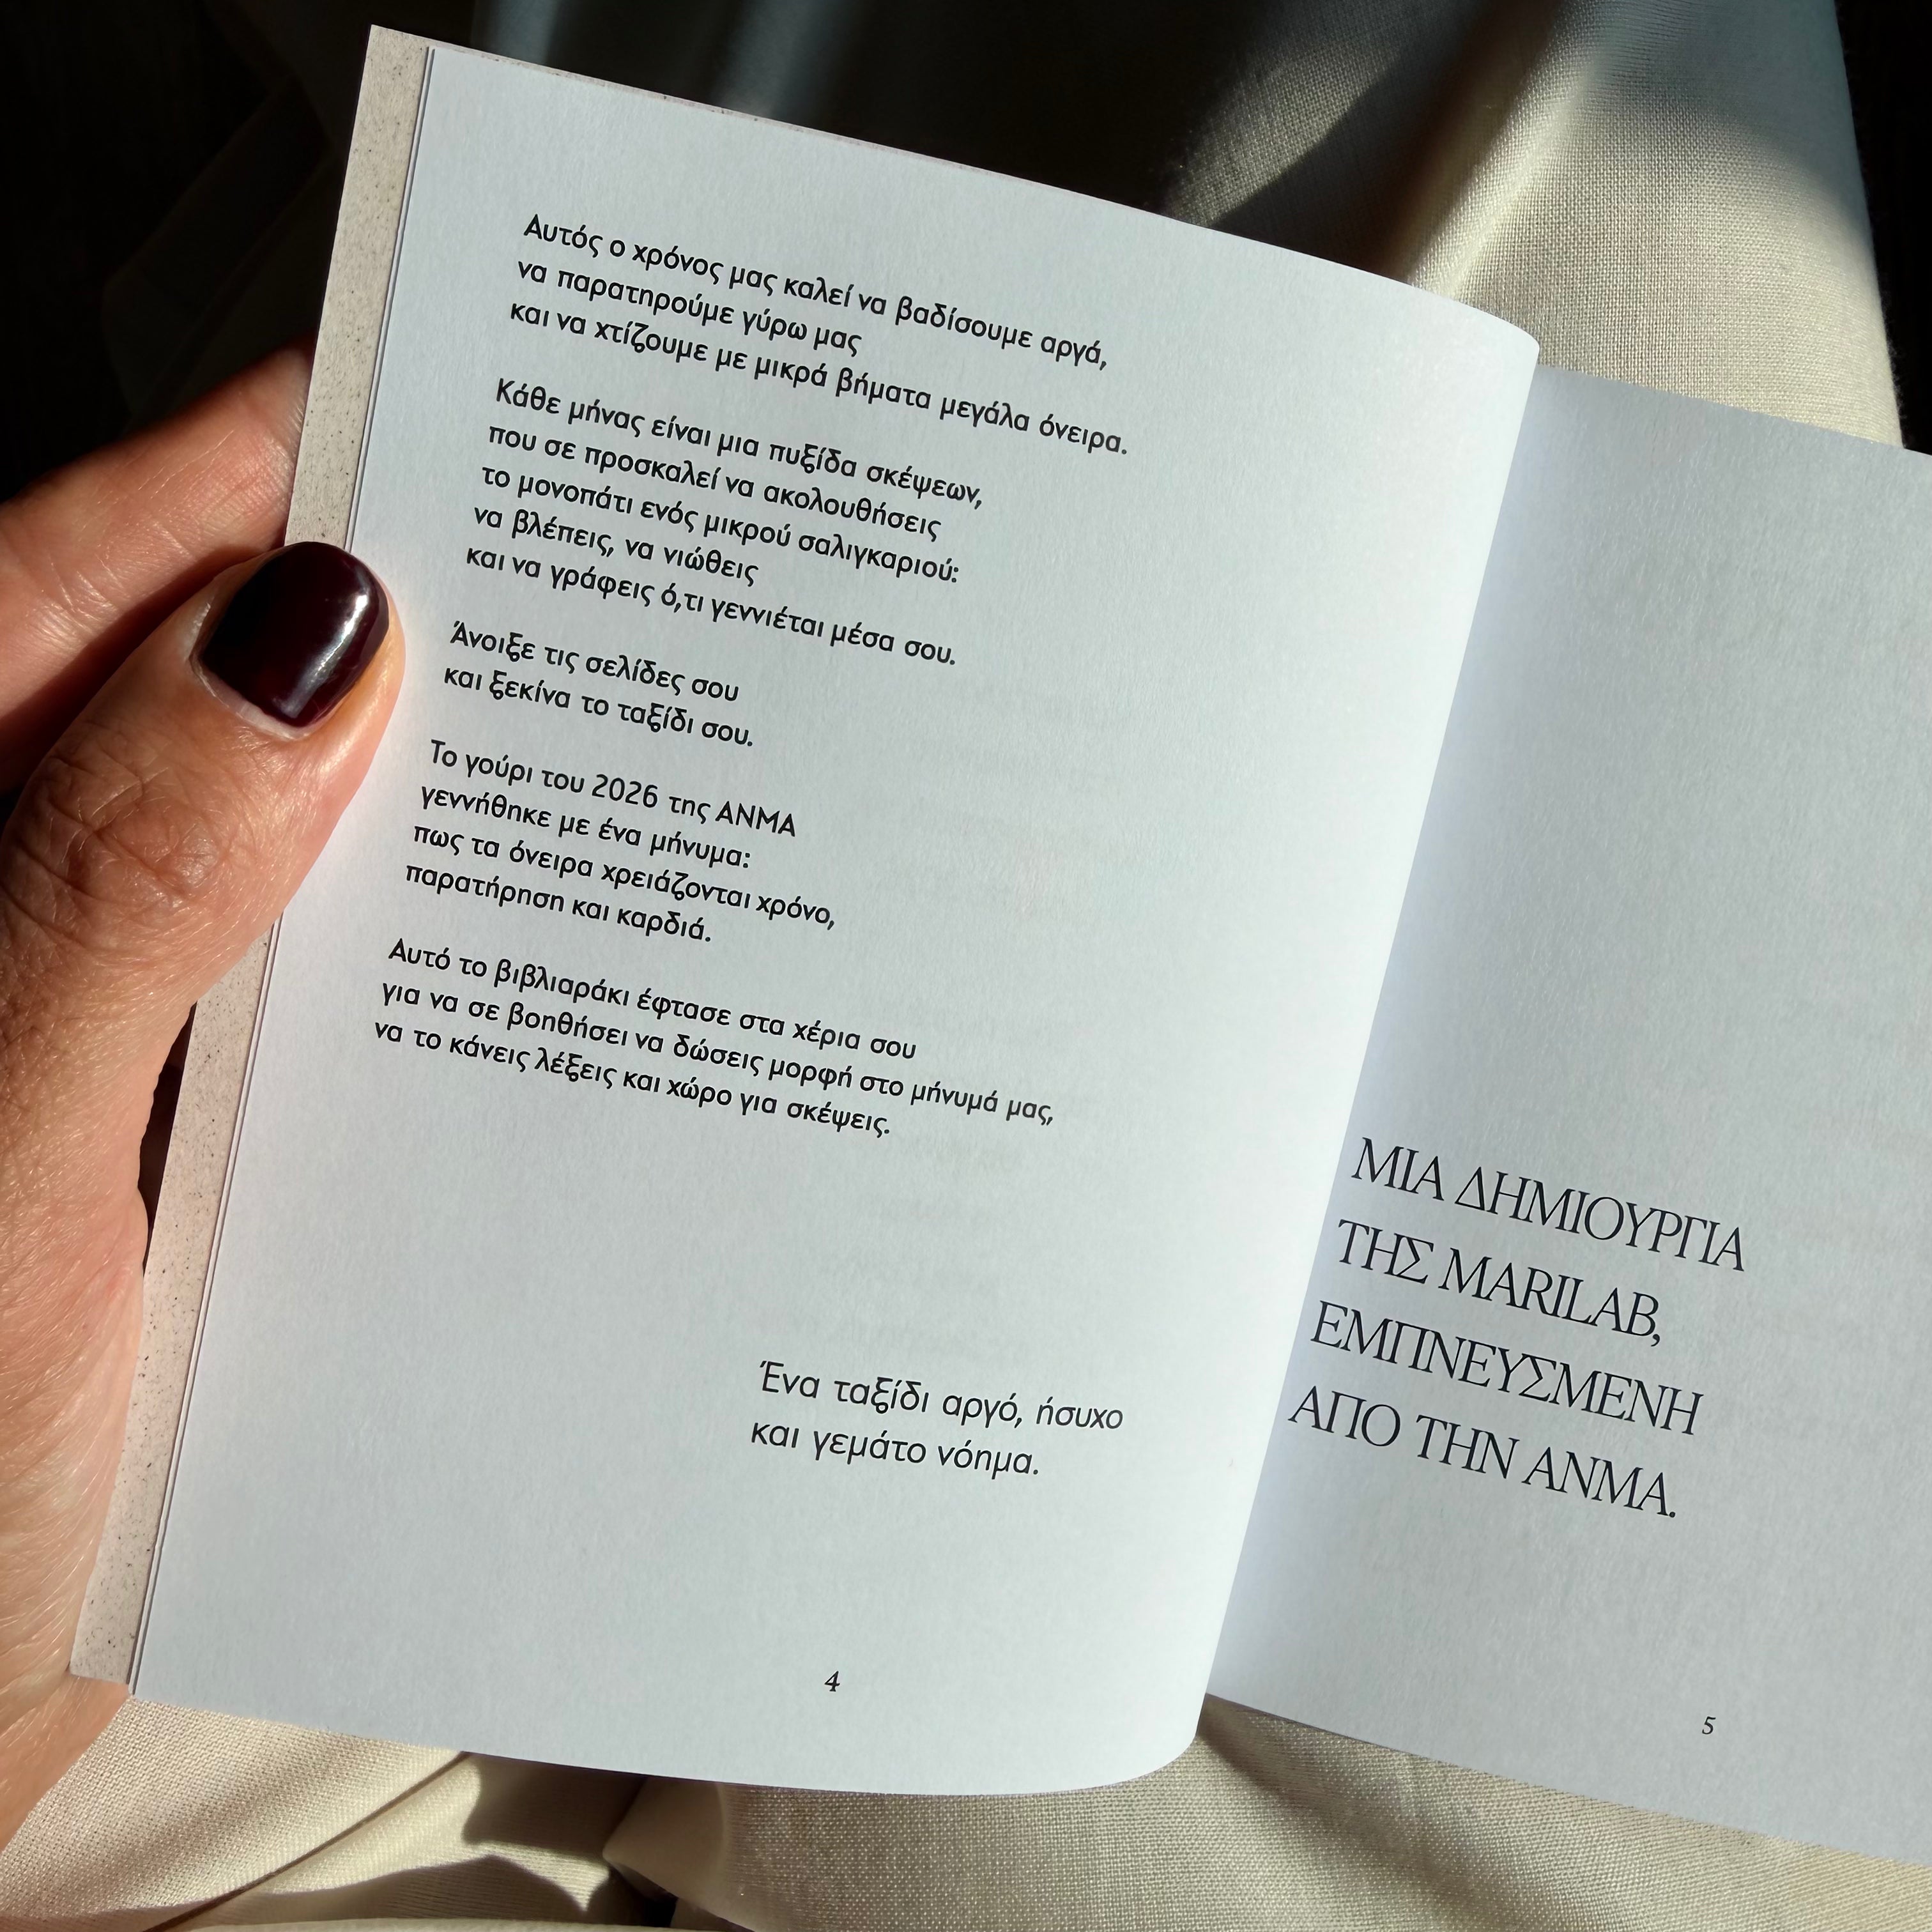 Αυτός ο χρόνος μας καλεί να βαδίσουμε αργά,
να παρατηρούμε γύρω μας
και να χτίζουμε με μικρά βήματα μεγάλα όνειρα.
Κάθε μήνας είναι μια πυξίδα σκέψεων,
που σε προσκαλεί να ακολουθήσεις
το μονοπάτι ενός μικρού σαλιγκαριού:
να βλέπεις, να νιώθεις
και να γράφεις ό,τι γεννιέται μέσα σου.
Άνοιξε τις σελίδες σου
και ξεκίνα το ταξίδι σου.
Το γούρι του 2026 της ΑΝΜΑ
γεννήθηκε με ένα μήνυμα:
πως τα όνειρα χρειάζονται χρόνο,
παρατήρηση και καρδιά.
Αυτό το βιβλιαράκι έφτασε στα χέρια σου
για να σε βοηθήσει να δώσεις μορφή στο μήνυμά μας,
να το κάνεις λέξεις και χώρο για σκέψεις.
Ένα ταξίδι αργό, ήσυχο
και γεμάτο νόημα.
4
ΜΙΑ ΔΗΜΙΟΥΡΓΙΑ
ΤΗΣ MARILAB,
ΕΜΠΝΕΥΣΜΕΝΗ
ΑΠΟ ΤΗΝ ΑΝΜΑ.
5